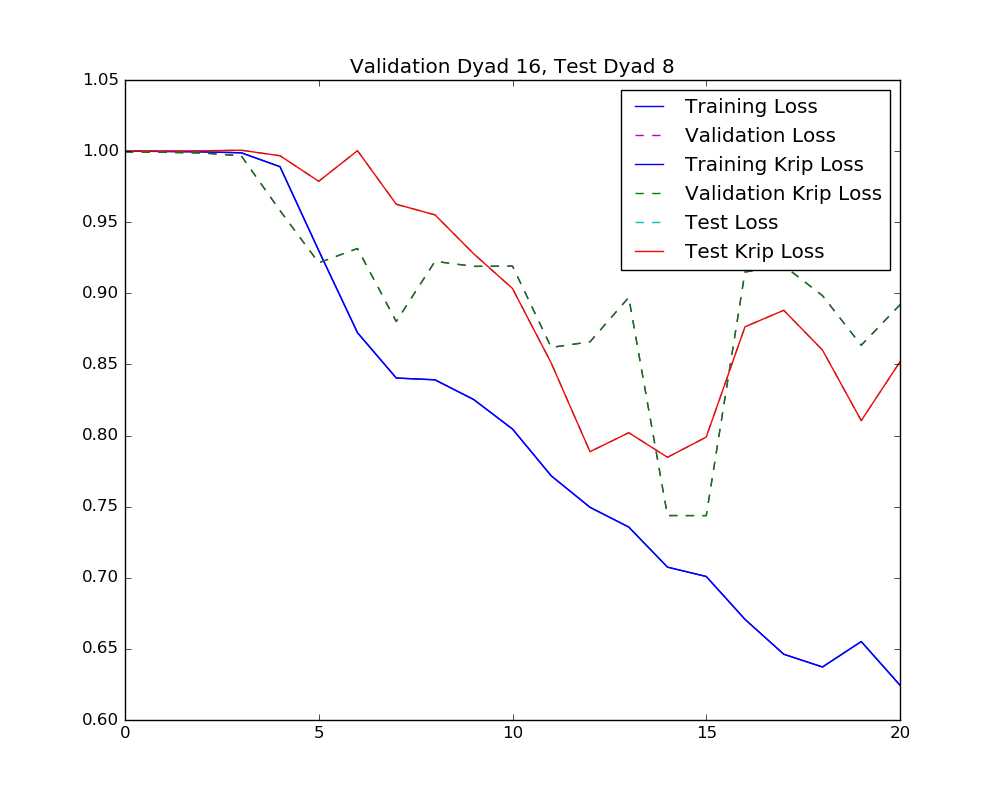 Validation Dyad 16, Test Dyad 8
1.05
1.00
0.95
0.90
0.85
0.80
0.75
0.70
0.65
0.60
0
5
10
15
20
Training Loss
Validation Loss
Training Krip Loss
Validation Krip Loss
Test Loss
Test Krip Loss